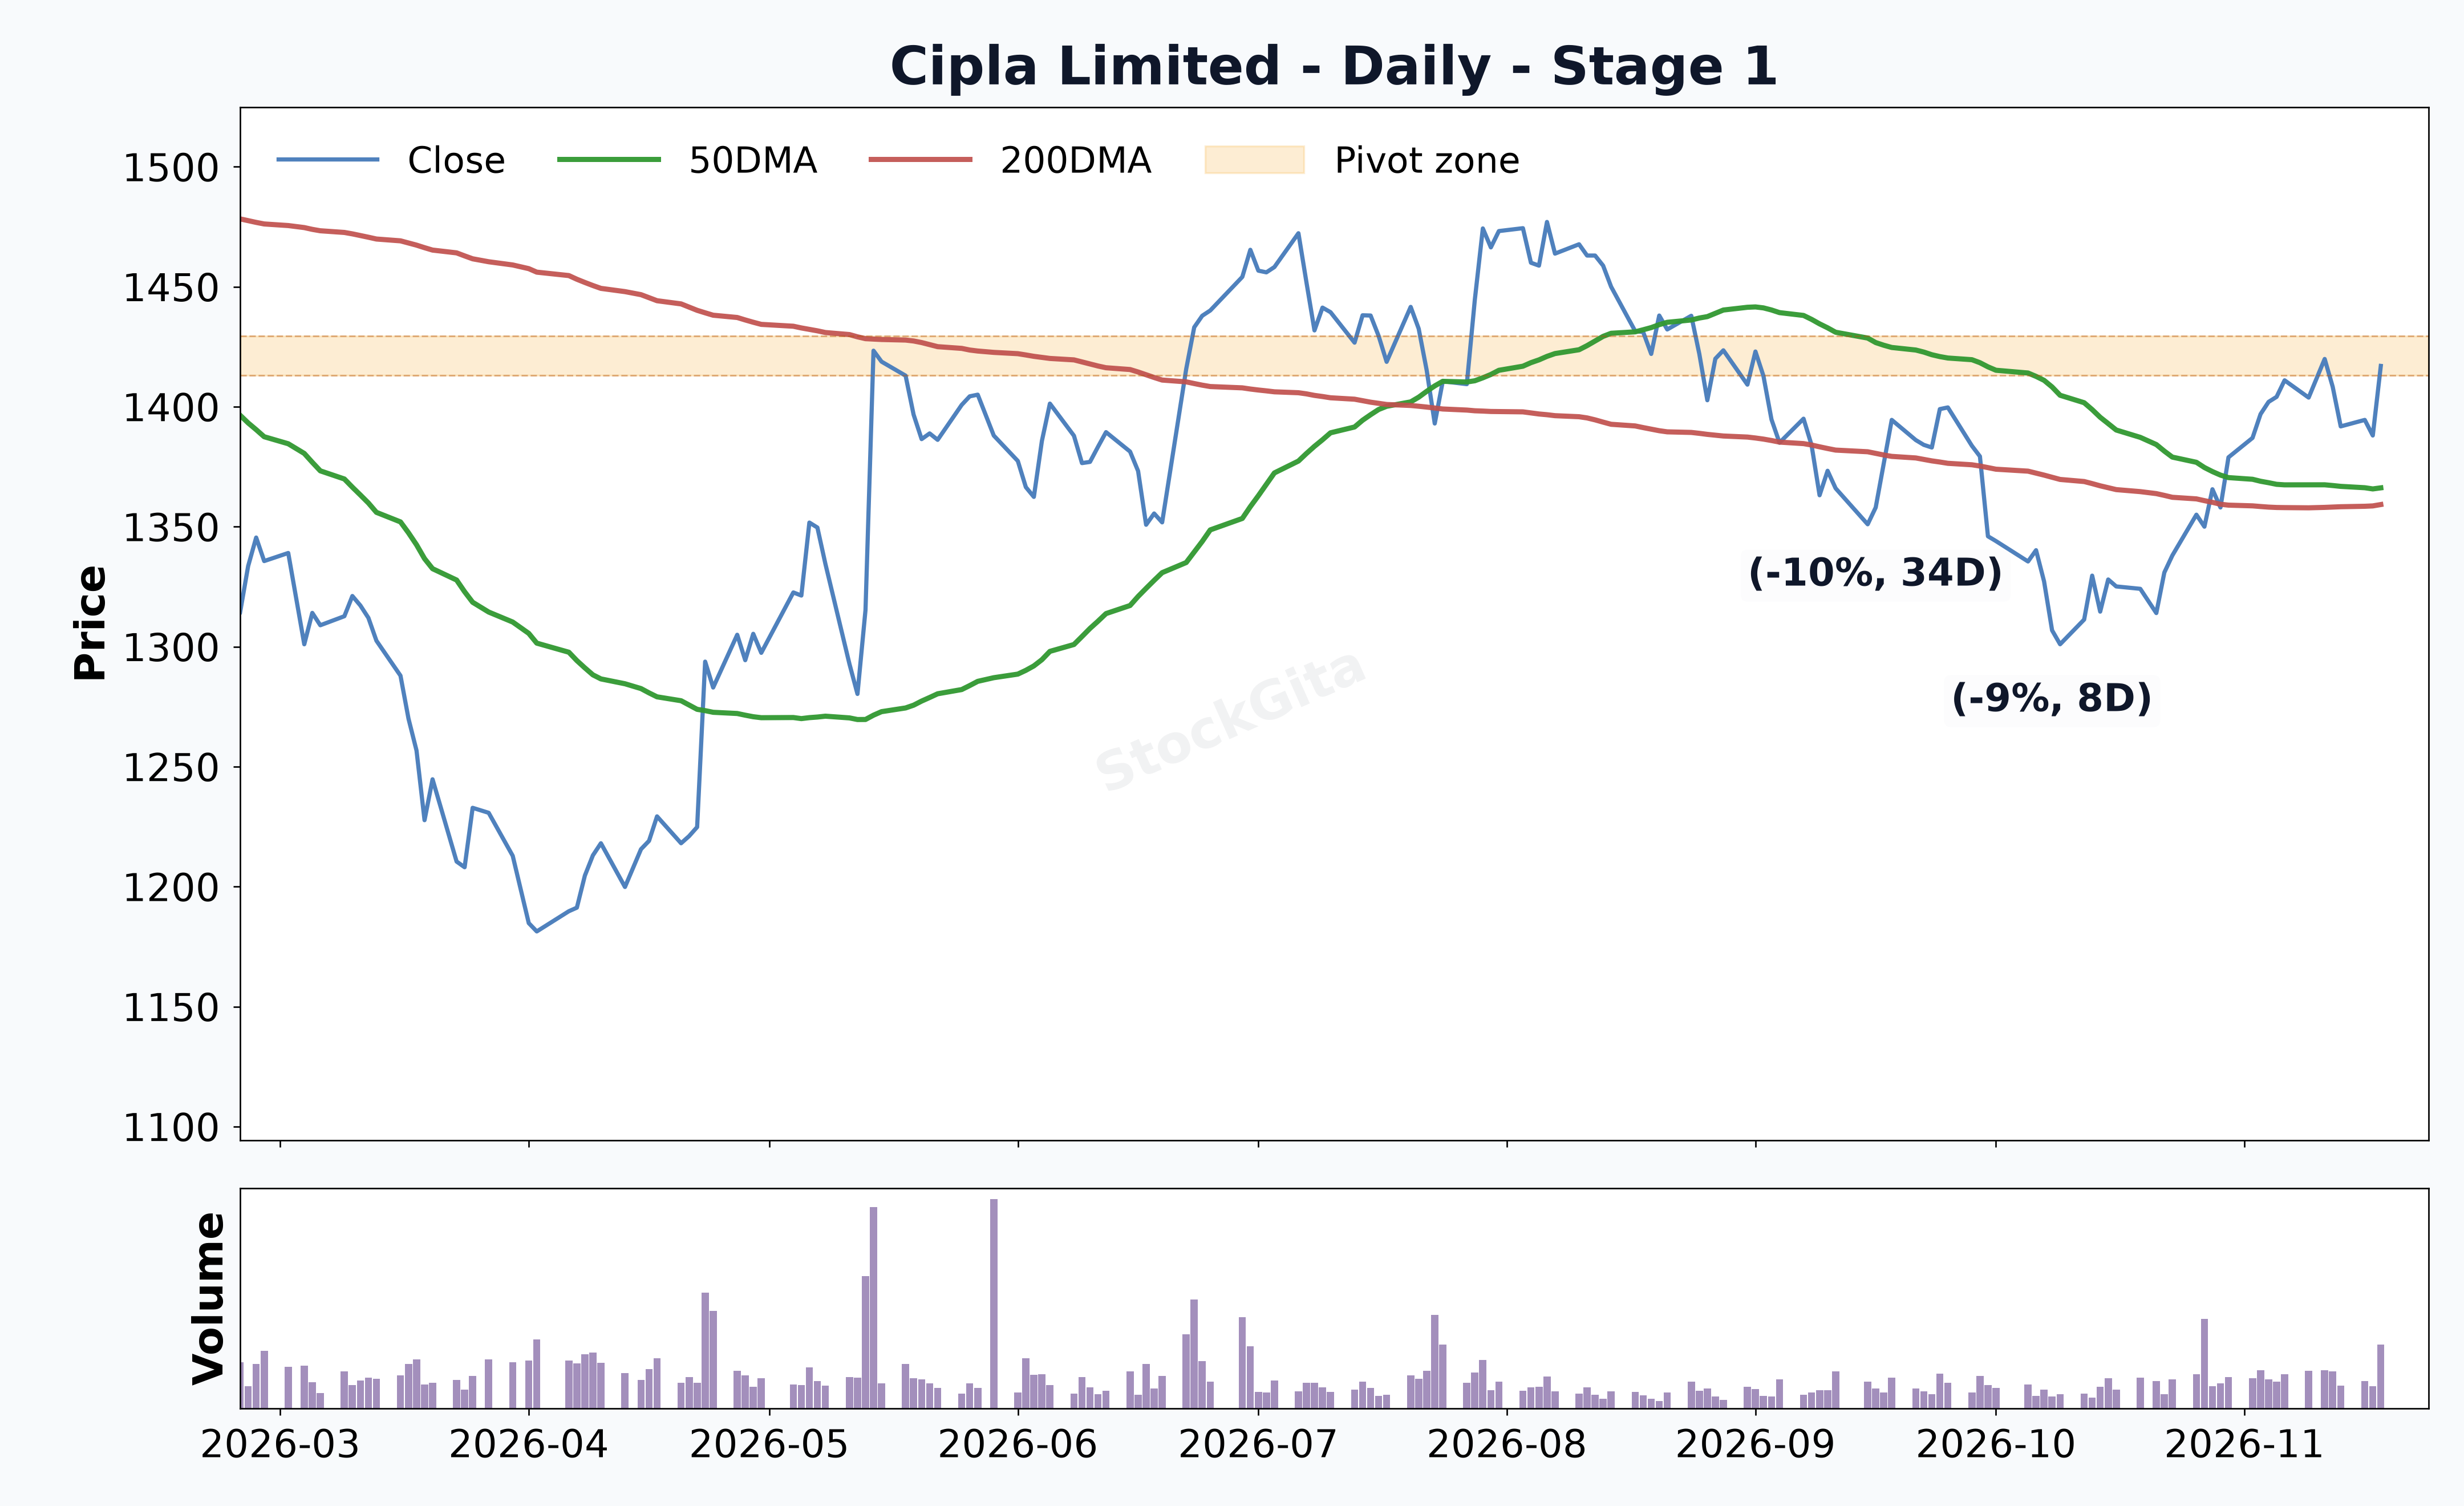 Cipla Limited - Daily - Stage 1
Close 50DMA 200DMA Pivot zone
Price
1500
1450
1400
1350
1300
1250
1200
1150
1100
(-10%, 34D)
(-9%, 8D)
StockGita
Volume
2026-03 2026-04 2026-05 2026-06 2026-07 2026-08 2026-09 2026-10 2026-11